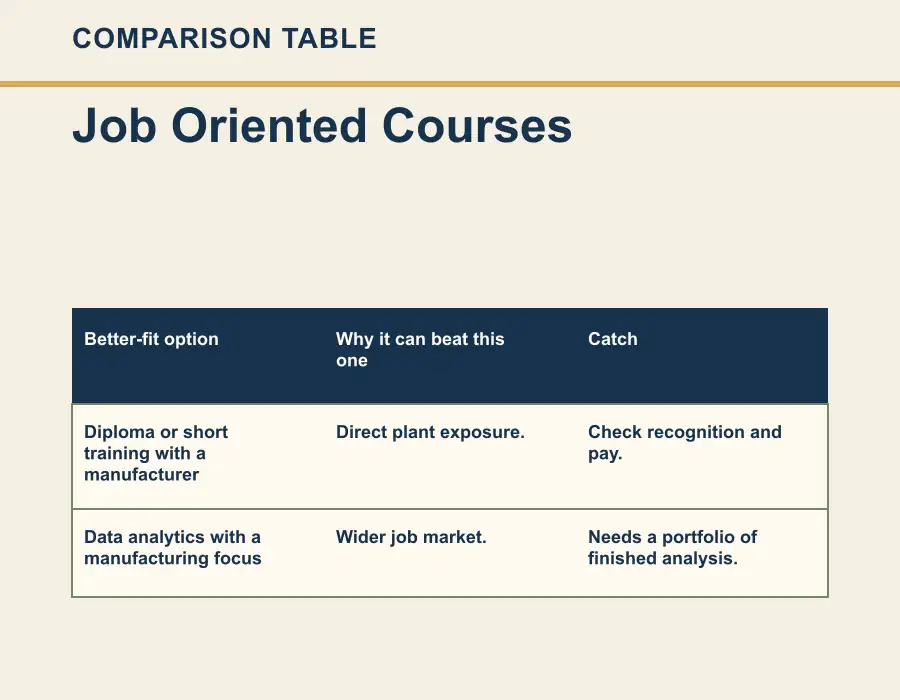 COMPARISON TABLE
Job Oriented Courses
Better-fit option
Why it can beat this
one
Catch
Diploma or short
training with a
manufacturer
Direct plant exposure.
Check recognition and
pay.
Data analytics with a
manufacturing focus
Wider job market.
Needs a portfolio of
finished analysis.